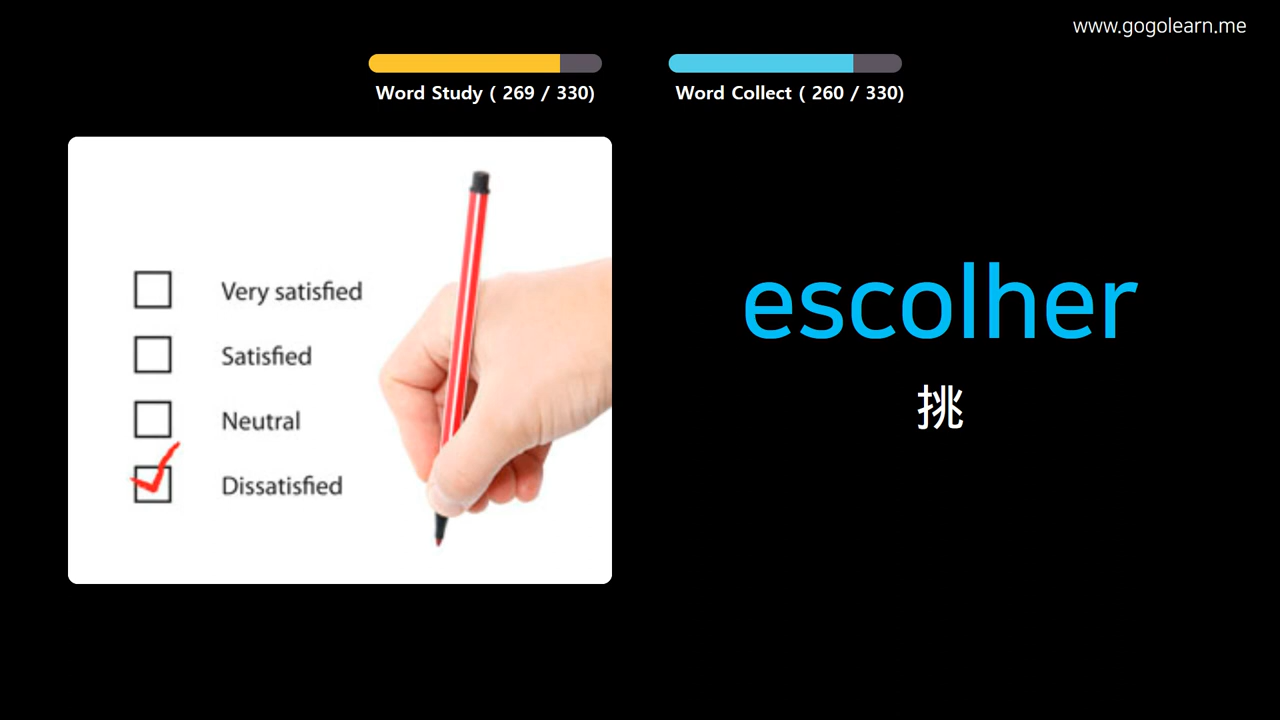 www.gogolearn.me
Word Study ( 269 / 330)
Word Collect ( 260 / 330)
Very satisfied
Satisfied
Neutral
Dissatisfied
escolher
挑